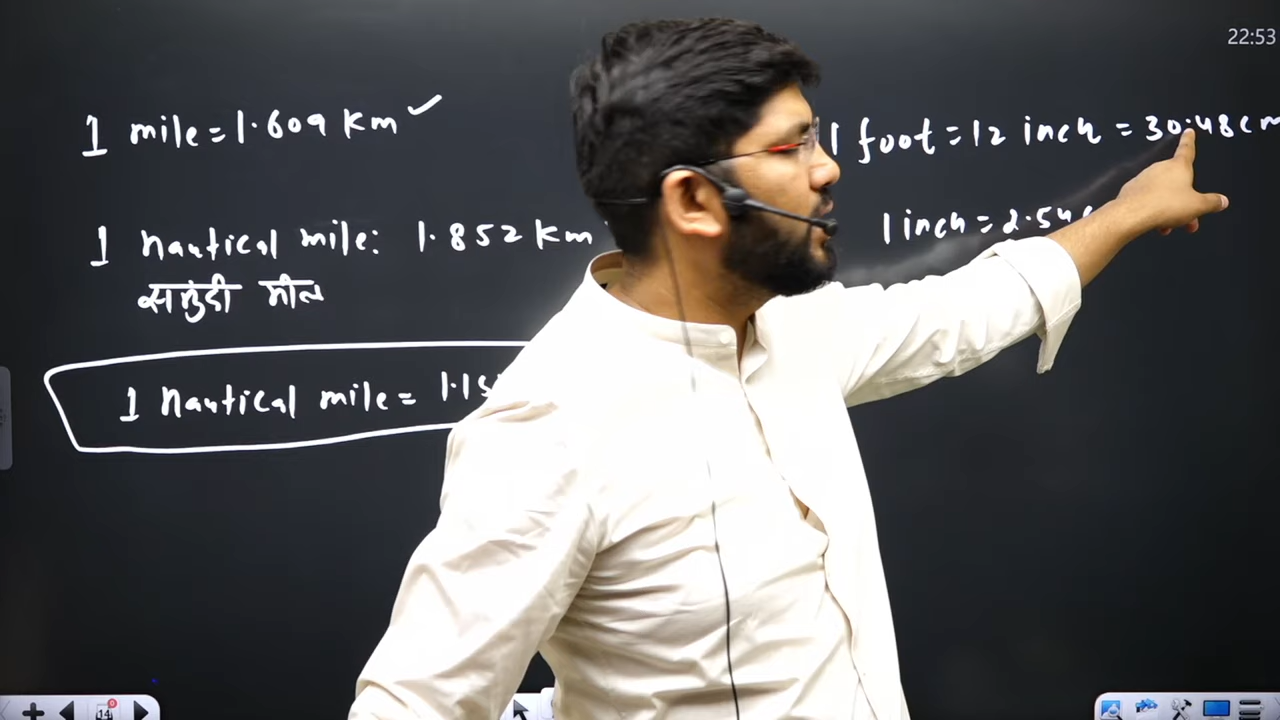 22:53
1 mile = 1.609 km ✓
1 nautical mile: 1.852 km
समुद्री मील
1 nautical mile = 1.15
1 foot = 12 inch = 30.48 cm
1 inch = 2.54 c
14